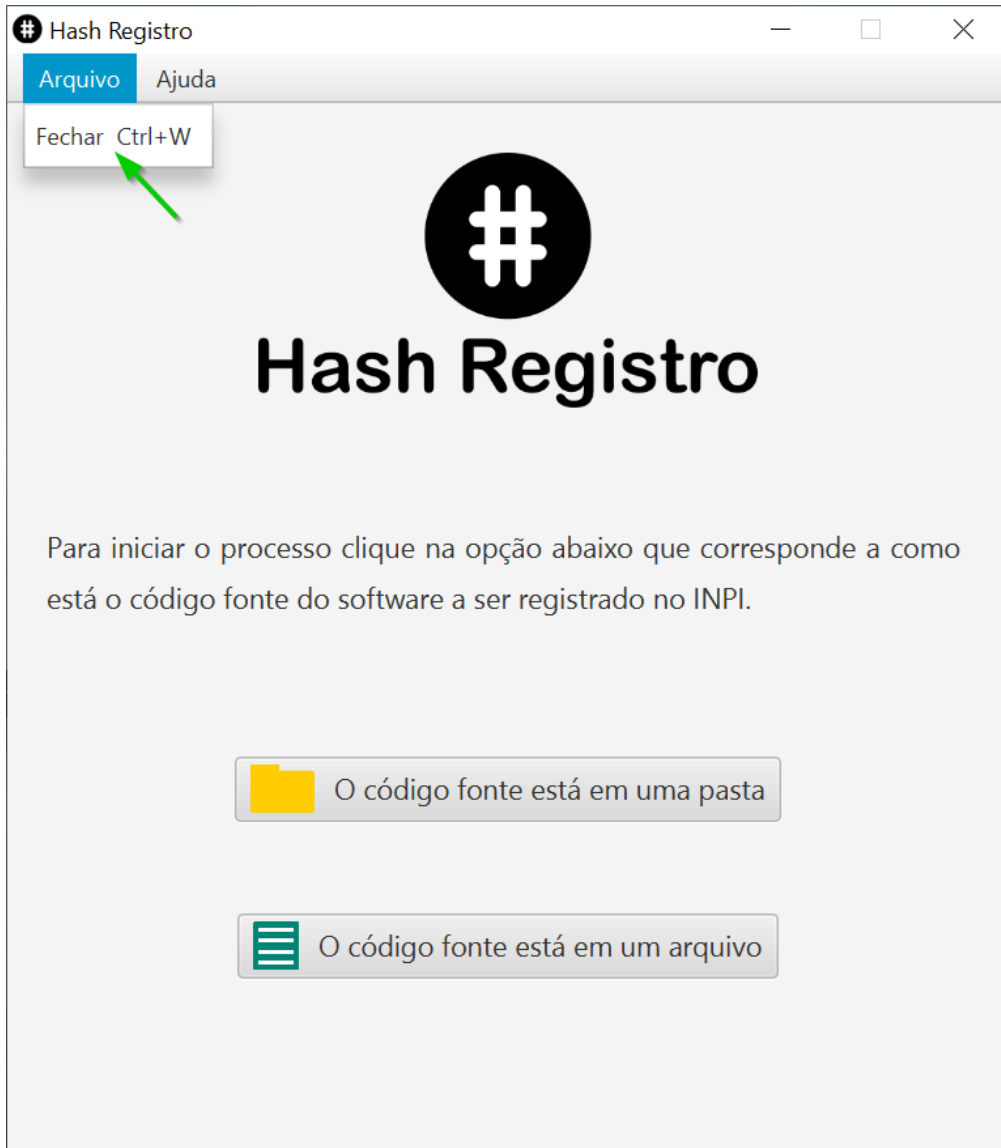 Hash Registro
Arquivo Ajuda
Fechar Ctrl+W
#
Hash Registro
Para iniciar o processo clique na opção abaixo que corresponde a como
está o código fonte do software a ser registrado no INPI.
O código fonte está em uma pasta
O código fonte está em um arquivo